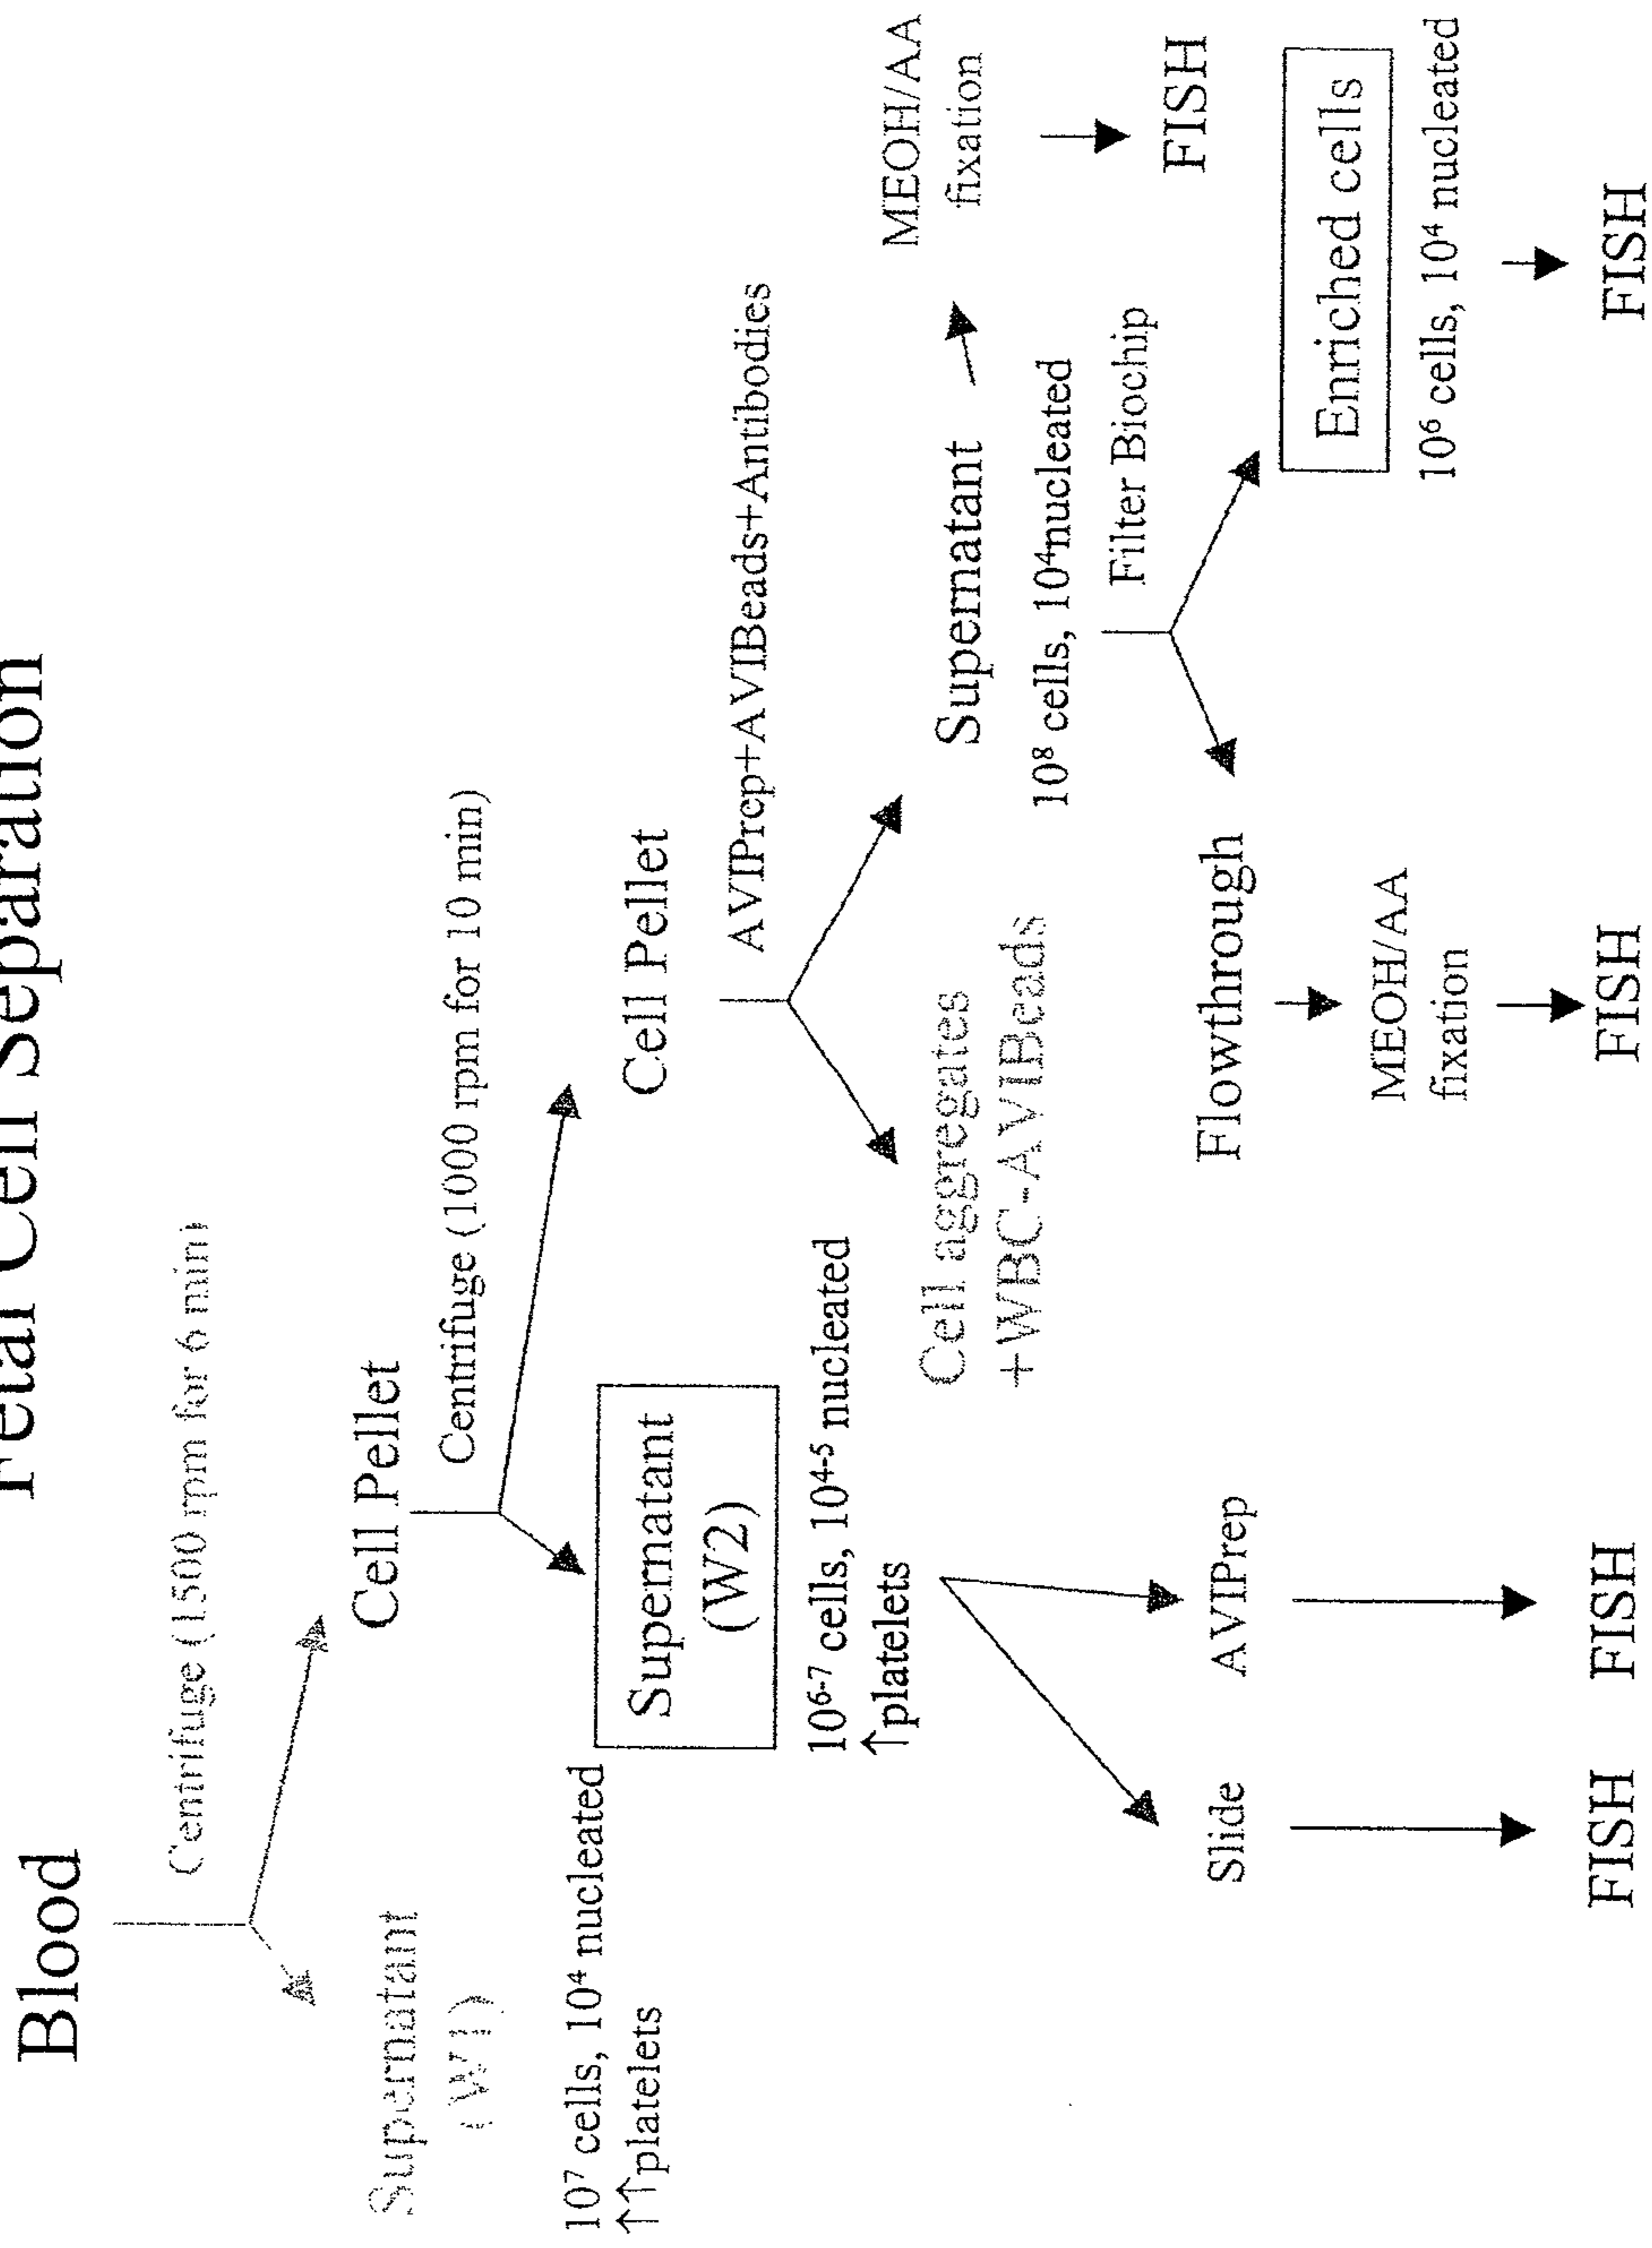 Fetal Cell Separation
Blood
Centrifuge (1500 rpm for 6 min)
Supernatant
(W1)
10⁷ cells, 10⁴ nucleated
↑↑platelets
Cell Pellet
Centrifuge (1000 rpm for 10 min)
Supernatant
(W2)
10⁶⁻⁷ cells, 10⁴⁻⁵ nucleated
↑platelets
Slide
FISH
AVIPrep
FISH
Cell Pellet
AVIPrep+AVIBeads+Antibodies
Cell aggregates
+WBC-AVIBeads
Supernatant
10⁸ cells, 10⁴nucleated
MEOH/AA
fixation
FISH
Filter Biochip
Flowthrough
MEOH/AA
fixation
FISH
Enriched cells
10⁶ cells, 10⁴ nucleated
FISH